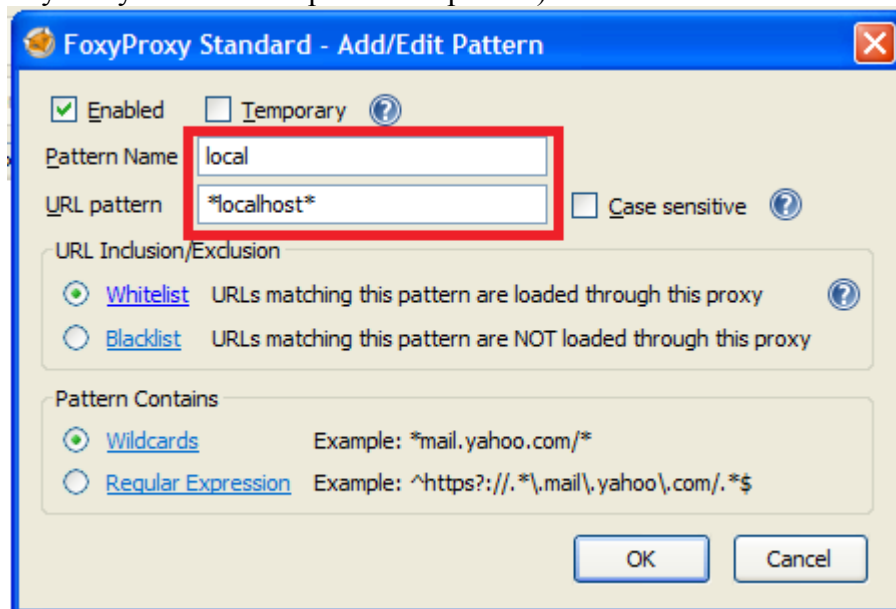 FoxyProxy Standard - Add/Edit Pattern
Enabled Temporary ?
Pattern Name local
URL pattern *localhost* Case sensitive ?
URL Inclusion/Exclusion
Whitelist URLs matching this pattern are loaded through this proxy ?
Blacklist URLs matching this pattern are NOT loaded through this proxy
Pattern Contains
Wildcards Example: *mail.yahoo.com/*
Regular Expression Example: ^https?://.*\.mail\.yahoo\.com/.*$
OK Cancel